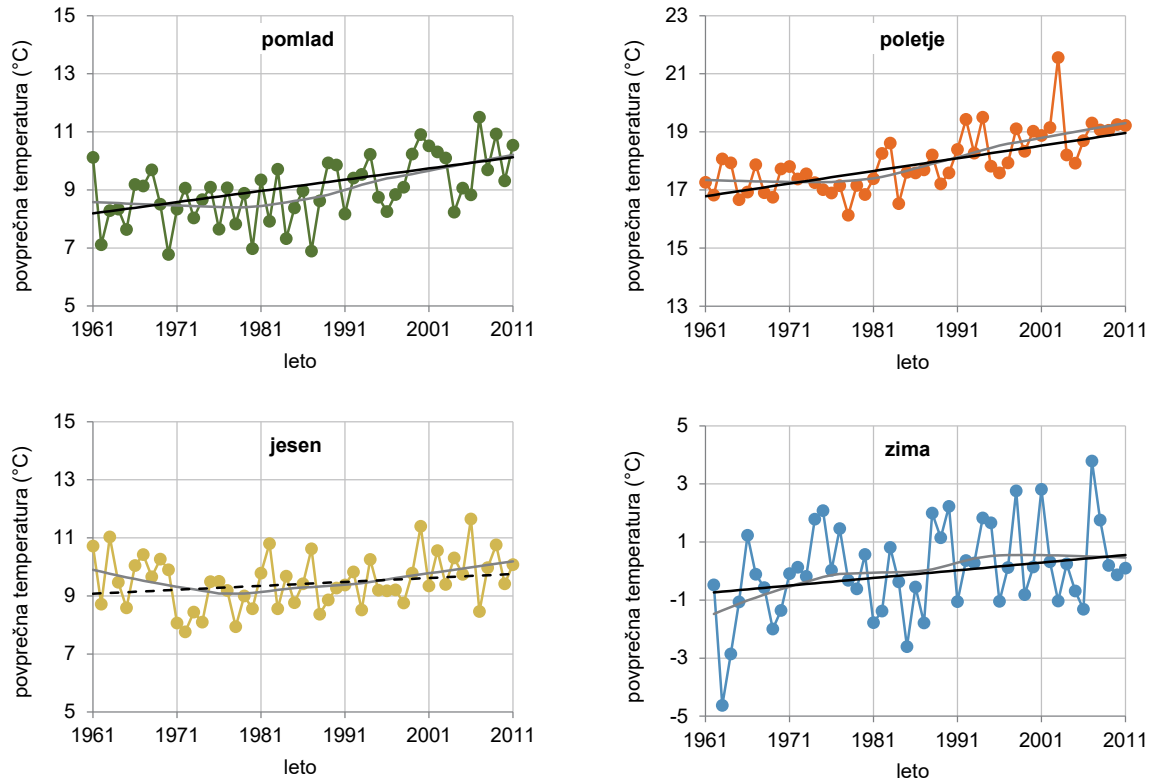 pomlad
povprečna temperatura (°C)
15
13
11
9
7
5
1961 1971 1981 1991 2001 2011
leto
poletje
povprečna temperatura (°C)
23
21
19
17
15
13
1961 1971 1981 1991 2001 2011
leto
jesen
povprečna temperatura (°C)
15
13
11
9
7
5
1961 1971 1981 1991 2001 2011
leto
zima
povprečna temperatura (°C)
5
3
1
-1
-3
-5
1961 1971 1981 1991 2001 2011
leto